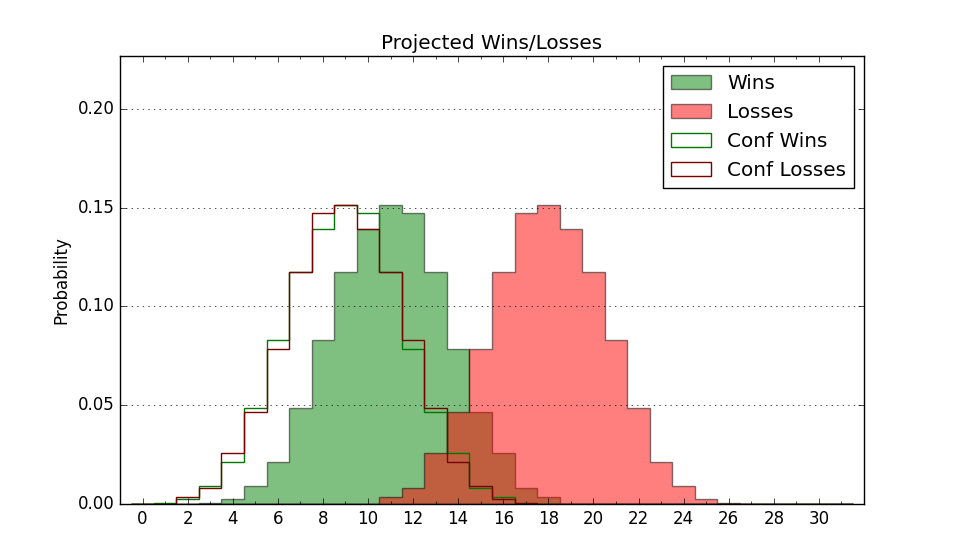 Projected Wins/Losses
Wins
Losses
Conf Wins
Conf Losses
Probability
0.20
0.15
0.10
0.05
0.00
0 2 4 6 8 10 12 14 16 18 20 22 24 26 28 30